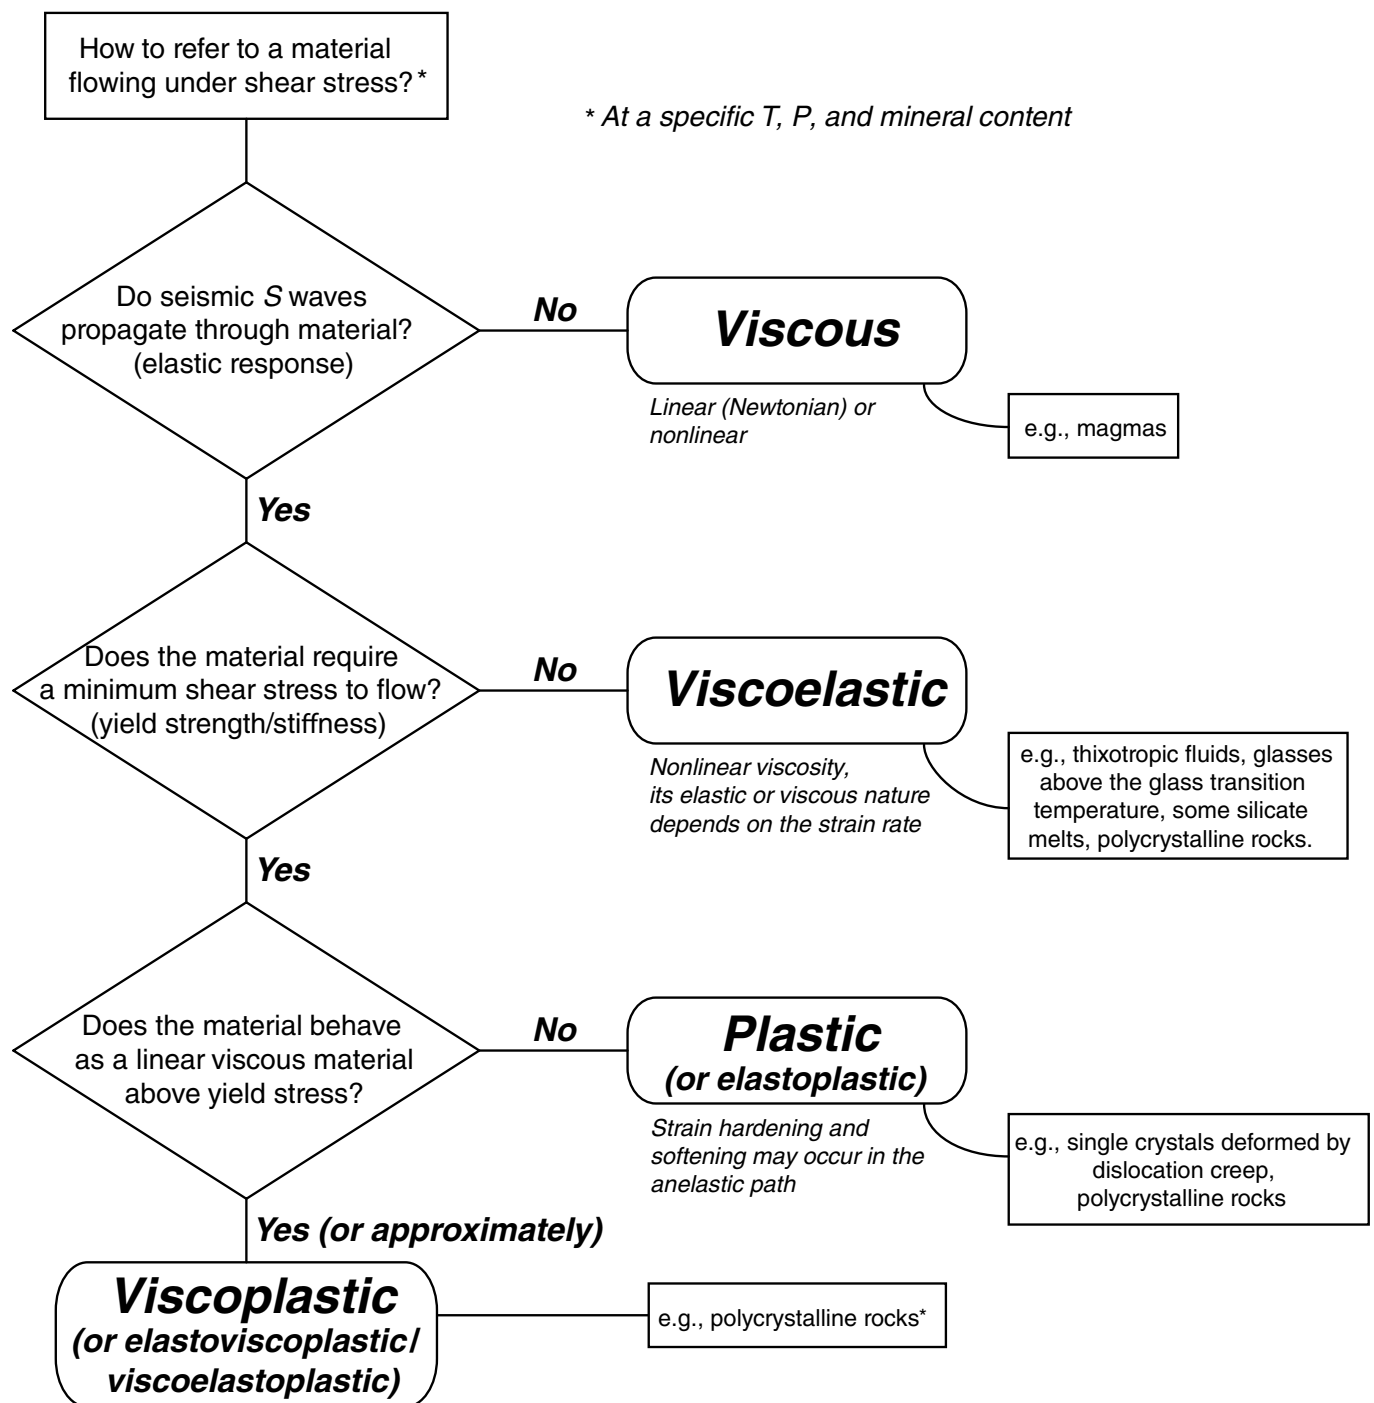 How to refer to a material
flowing under shear stress?*
* At a specific T, P, and mineral content
Do seismic S waves
propagate through material?
(elastic response)
No
Viscous
Linear (Newtonian) or
nonlinear
e.g., magmas
Yes
Does the material require
a minimum shear stress to flow?
(yield strength/stiffness)
No
Viscoelastic
Nonlinear viscosity,
its elastic or viscous nature
depends on the strain rate
e.g., thixotropic fluids, glasses
above the glass transition
temperature, some silicate
melts, polycrystalline rocks.
Yes
Does the material behave
as a linear viscous material
above yield stress?
No
Plastic
(or elastoplastic)
Strain hardening and
softening may occur in the
anelastic path
e.g., single crystals deformed by
dislocation creep,
polycrystalline rocks
Yes (or approximately)
Viscoplastic
(or elastoviscoplastic/
viscoelastoplastic)
e.g., polycrystalline rocks*